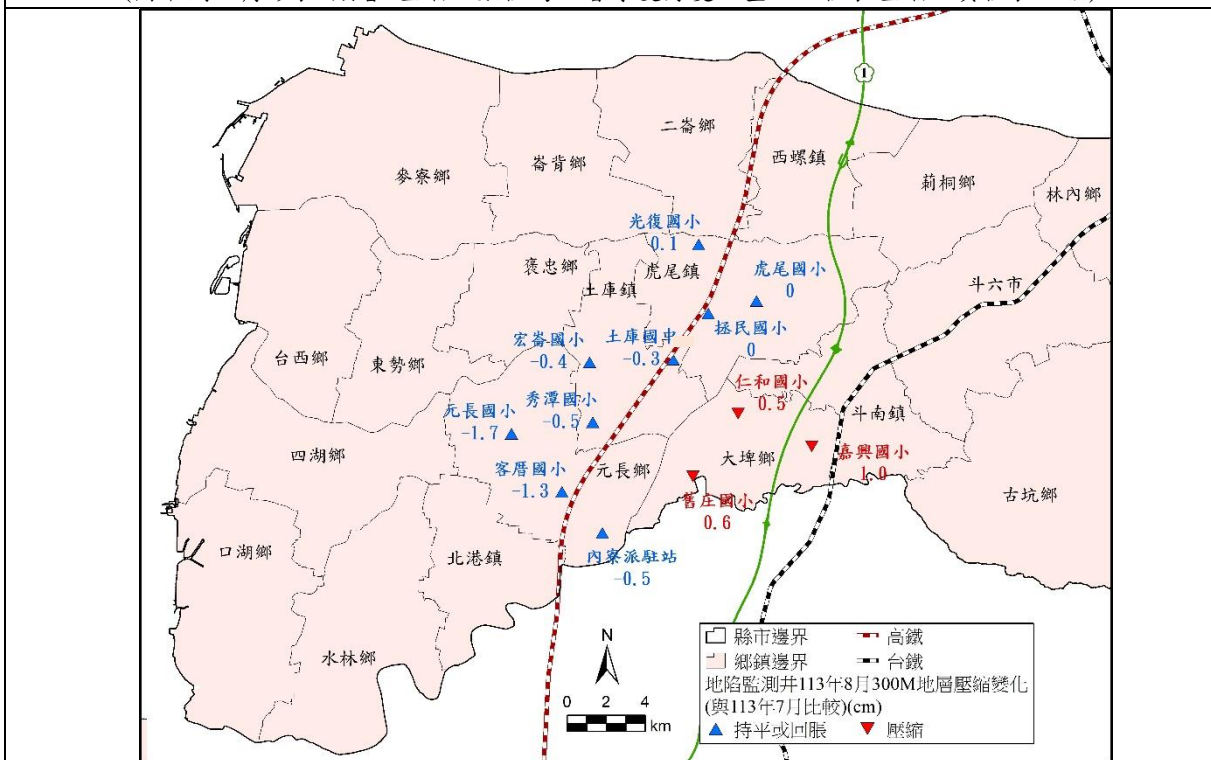 1
二崙鄉
西螺鎮
崙背鄉
麥寮鄉
莿桐鄉
林內鄉
光復國小
0.1
褒忠鄉
虎尾鎮
虎尾國小
0
土庫鎮
斗六市
拯民國小
0
宏崙國小
-0.4
土庫國中
-0.3
台西鄉
東勢鄉
仁和國小
0.5
秀潭國小
-0.5
元長國小
-1.7
斗南鎮
四湖鄉
大埤鄉
嘉興國小
1.0
客厝國小
-1.3
元長鄉
舊庄國小
0.6
古坑鄉
口湖鄉
北港鎮
內寮派駐站
-0.5
水林鄉
N
0 2 4
km
縣市邊界 高鐵
鄉鎮邊界 台鐵
地陷監測井113年8月300M地層壓縮變化
(與113年7月比較)(cm)
持平或回脹 壓縮